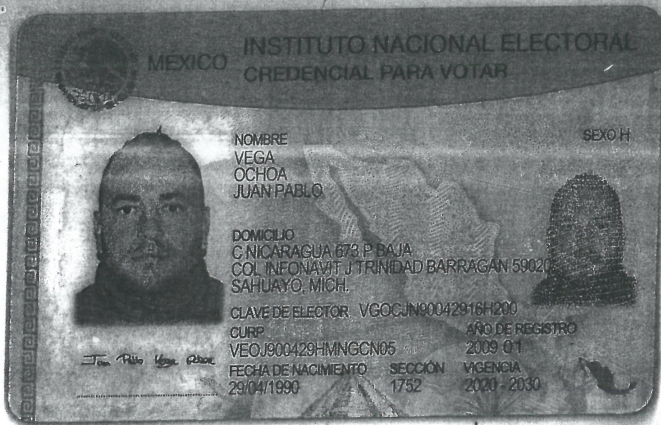 MEXICO
INSTITUTO NACIONAL ELECTORAL
CREDENCIAL PARA VOTAR
NOMBRE
VEGA
OCHOA
JUAN PABLO
SEXO H
DOMICILIO
C NICARAGUA 673 P BAJA
COL INFONAVIT J TRINIDAD BARRAGAN 59020
SAHUAYO, MICH.
CLAVE DE ELECTOR VGOCJN90042916H200
CURP
VEOJ900429HMNGCN05
AÑO DE REGISTRO
2009 01
FECHA DE NACIMIENTO
29/04/1990
SECCIÓN
1752
VIGENCIA
2020 - 2030